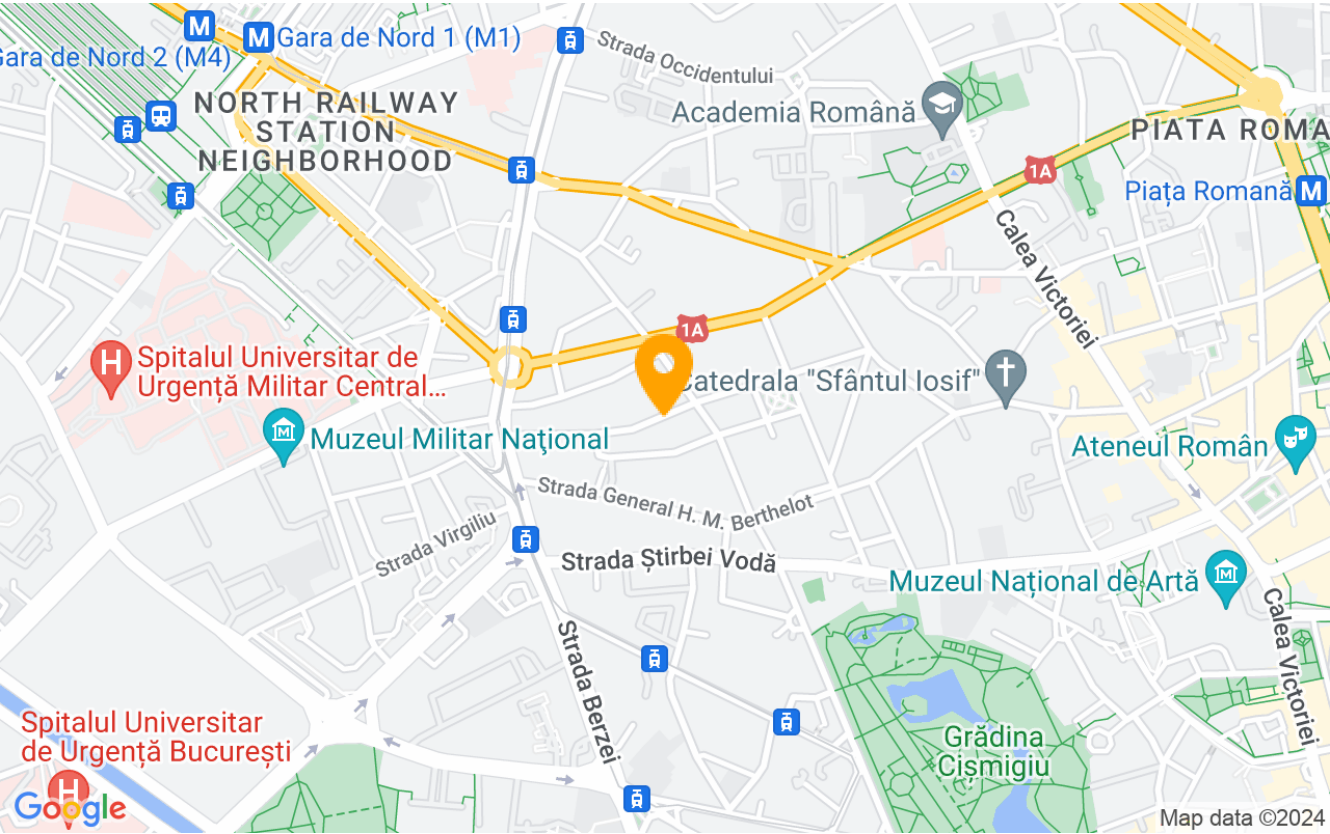 M
M
Gara de Nord 1 (M1)
Gara de Nord 2 (M4)
Strada Occidentului
NORTH RAILWAY
STATION
NEIGHBORHOOD
Academia Română
PIATA ROMA
1A
Piața Romană
M
Calea Victoriei
1A
H
Spitalul Universitar de
Urgență Militar Central...
Catedrala "Sfântul Iosif"
M
Muzeul Militar Național
Ateneul Român
Strada General H. M. Berthelot
Strada Virgiliu
Strada Știrbei Vodă
Muzeul Național de Artă
M
Calea Victoriei
Strada Berzei
Spitalul Universitar
de Urgență București
H
Grădina
Cișmigiu
Google
Map data ©2024